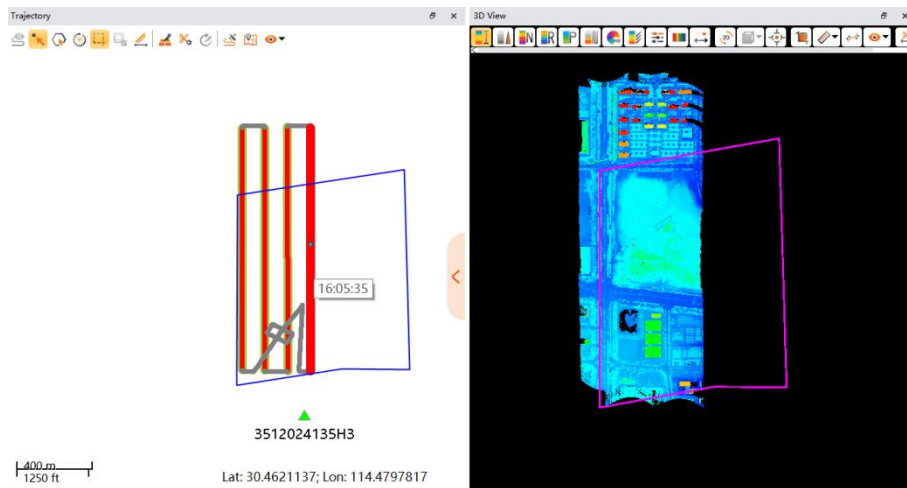 Trajectory
3D View
N
R
P
16:05:35
3512024135H3
400 m
1250 ft
Lat: 30.4621137; Lon: 114.4797817